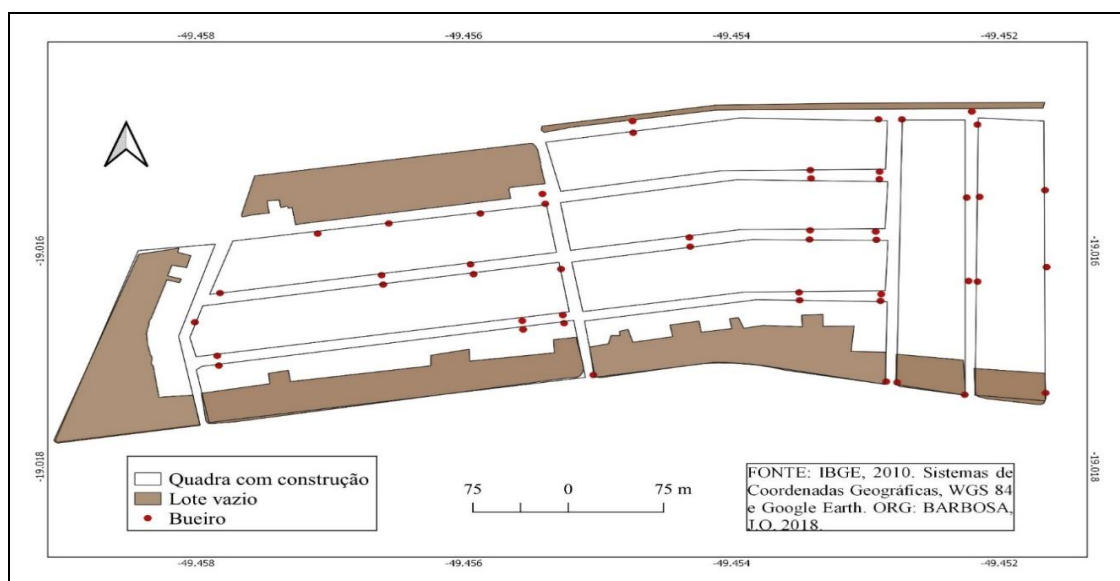 -49.458 -49.456 -49.454 -49.452
-19.016 -19.016
-19.018 -19.018
Quadra com construção
Lote vazio
Bueiro
75 0 75 m
FONTE: IBGE, 2010. Sistemas de
Coordenadas Geográficas, WGS 84
e Google Earth. ORG: BARBOSA,
J.O. 2018.
-49.458 -49.456 -49.454 -49.452